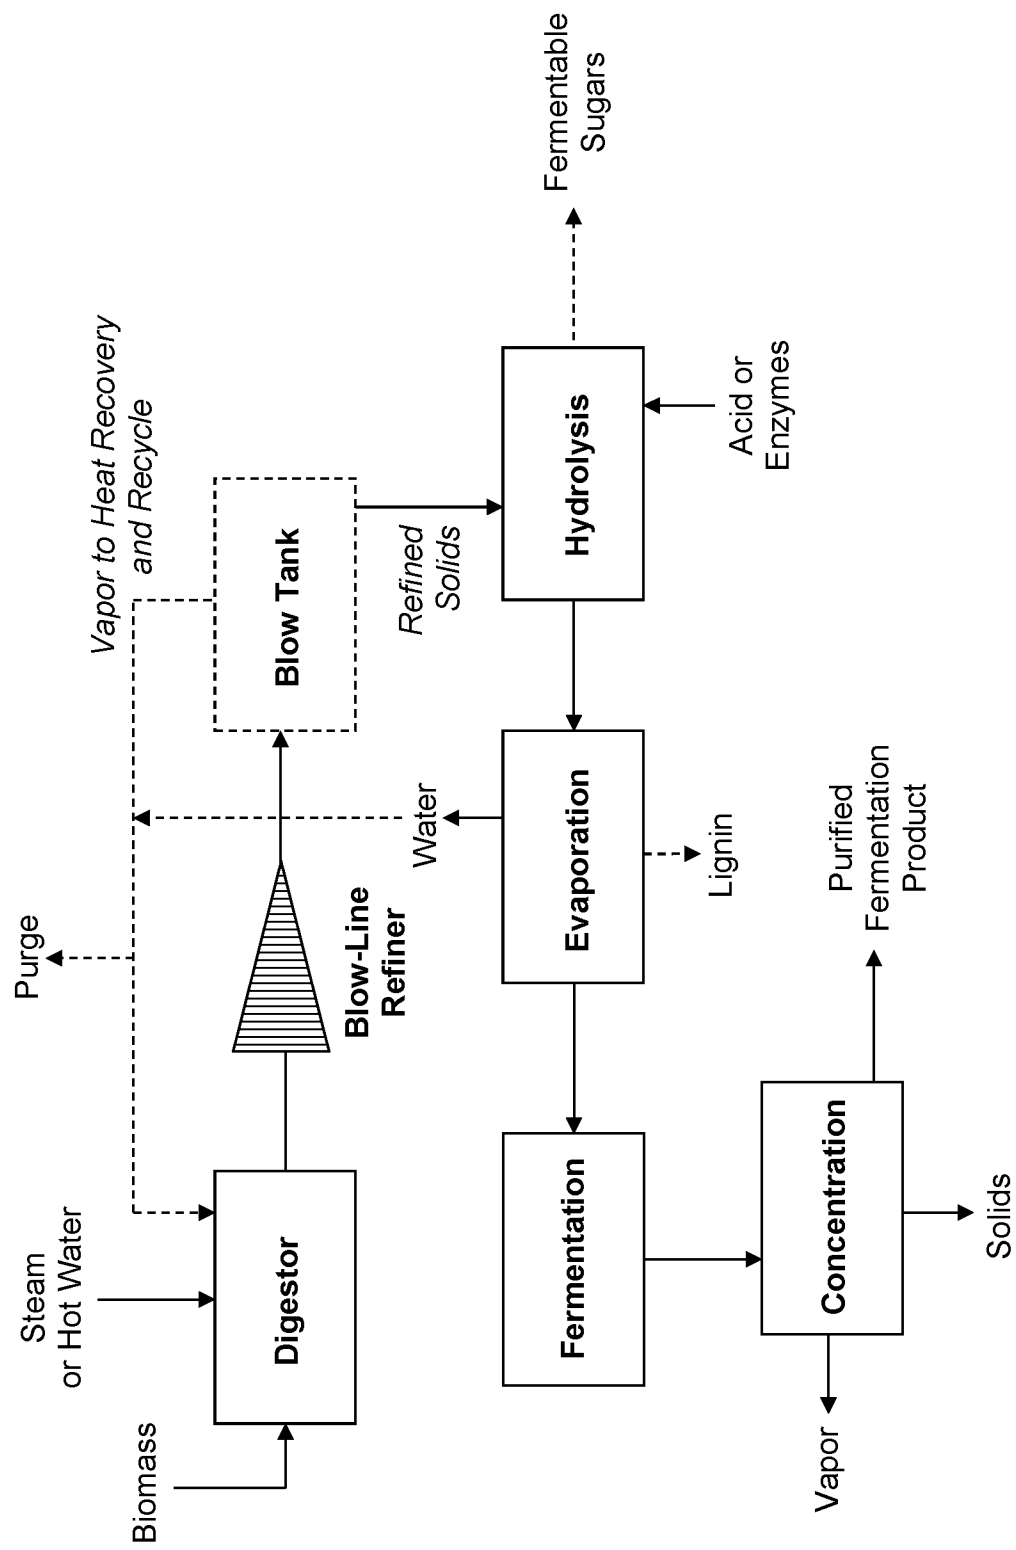 Purge
Vapor to Heat Recovery
and Recycle
Steam
or Hot Water
Biomass
Digestor
Blow-Line
Refiner
Blow Tank
Refined
Solids
Water
Fermentation
Evaporation
Hydrolysis
Fermentable
Sugars
Lignin
Acid or
Enzymes
Vapor
Concentration
Purified
Fermentation
Product
Solids